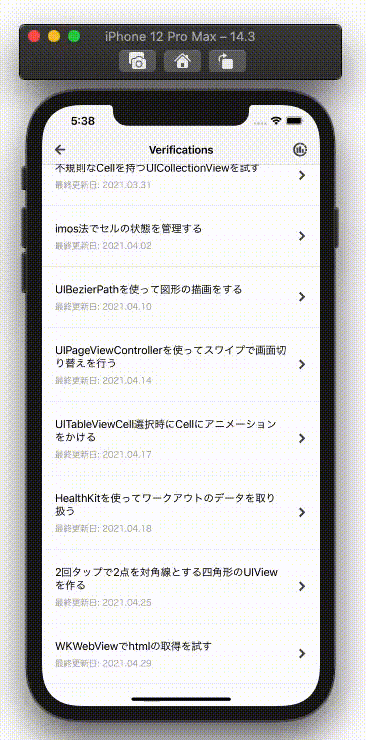 iPhone 12 Pro Max – 14.3
5:38
Verifications
不規則なCellを持つUICollectionViewを試す
最終更新日: 2021.03.31
imos法でセルの状態を管理する
最終更新日: 2021.04.02
UIBezierPathを使って図形の描画をする
最終更新日: 2021.04.10
UIPageViewControllerを使ってスワイプで画面切
り替えを行う
最終更新日: 2021.04.14
UITableViewCell選択時にCellにアニメーション
をかける
最終更新日: 2021.04.17
HealthKitを使ってワークアウトのデータを取り
扱う
最終更新日: 2021.04.18
2回タップで2点を対角線とする四角形のUIView
を作る
最終更新日: 2021.04.25
WKWebViewでhtmlの取得を試す
最終更新日: 2021.04.29